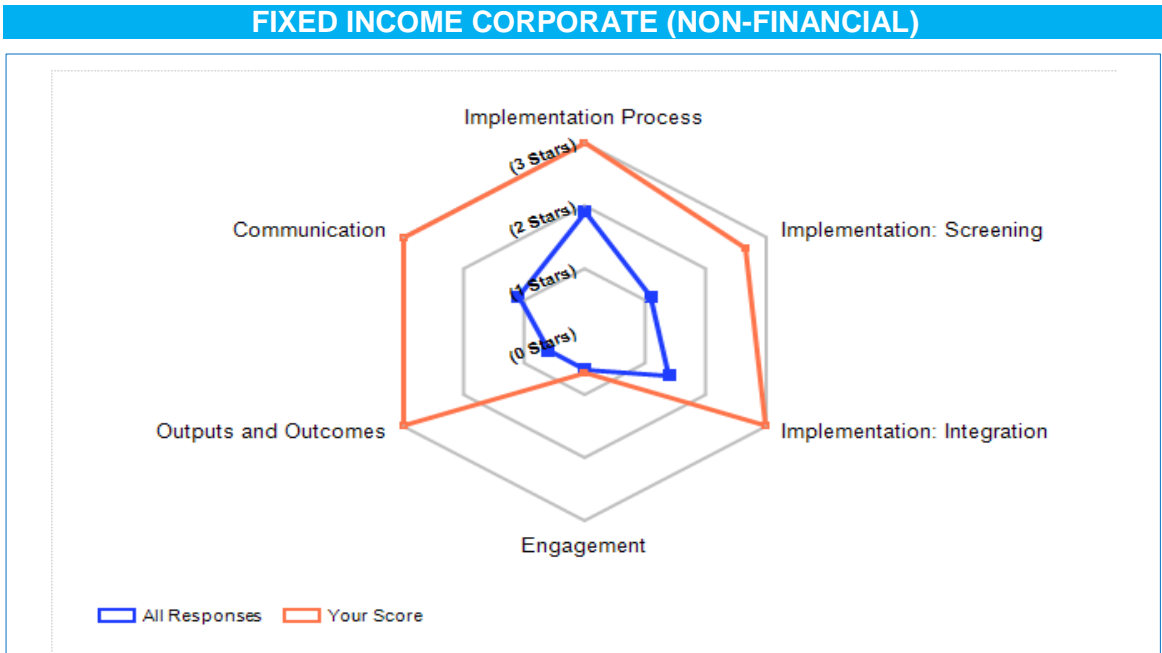 FIXED INCOME CORPORATE (NON-FINANCIAL)
Implementation Process
(3 Stars)
(2 Stars)
Communication
Implementation: Screening
(1 Stars)
(0 Stars)
Outputs and Outcomes
Implementation: Integration
Engagement
All Responses
Your Score